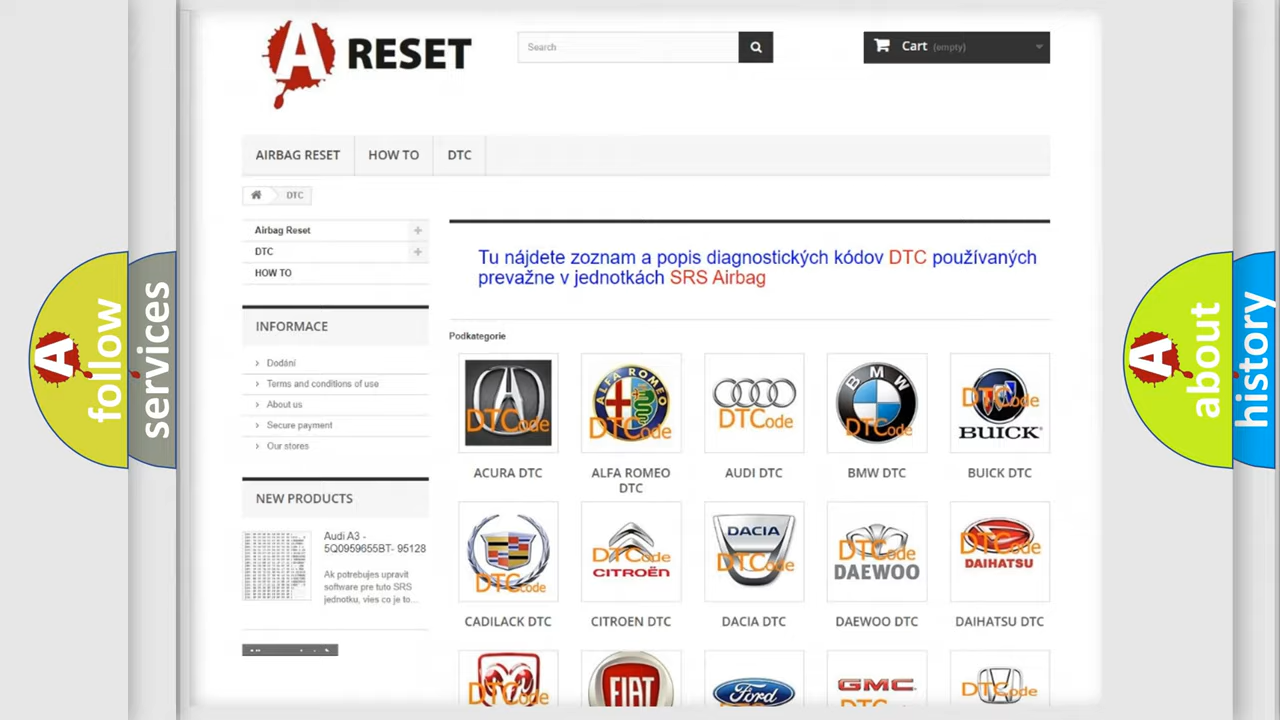 A RESET
Search
Cart (empty)
AIRBAG RESET
HOW TO
DTC
DTC
Airbag Reset
DTC
HOW TO
INFORMACE
Dodání
Terms and conditions of use
About us
Secure payment
Our stores
NEW PRODUCTS
Audi A3 -
5Q0959655BT- 95128
Ak potrebujes upravit
software pre tuto SRS
jednotku, vies co je to...
Tu nájdete zoznam a popis diagnostických kódov DTC používaných
prevažne v jednotkách SRS Airbag
Podkategorie
DTCode
ALFA ROMEO
DTCode
DTCode
BMW
DTCode
DTCode
BUICK
ACURA DTC
ALFA ROMEO
DTC
AUDI DTC
BMW DTC
BUICK DTC
DTCode
DTCode
CITROËN
DACIA
DTCode
DTCode
DAEWOO
DTCode
DAIHATSU
CADILACK DTC
CITROEN DTC
DACIA DTC
DAEWOO DTC
DAIHATSU DTC
DTCode
FIAT
Ford
GMC
DTCode
A follow
services
A about
history